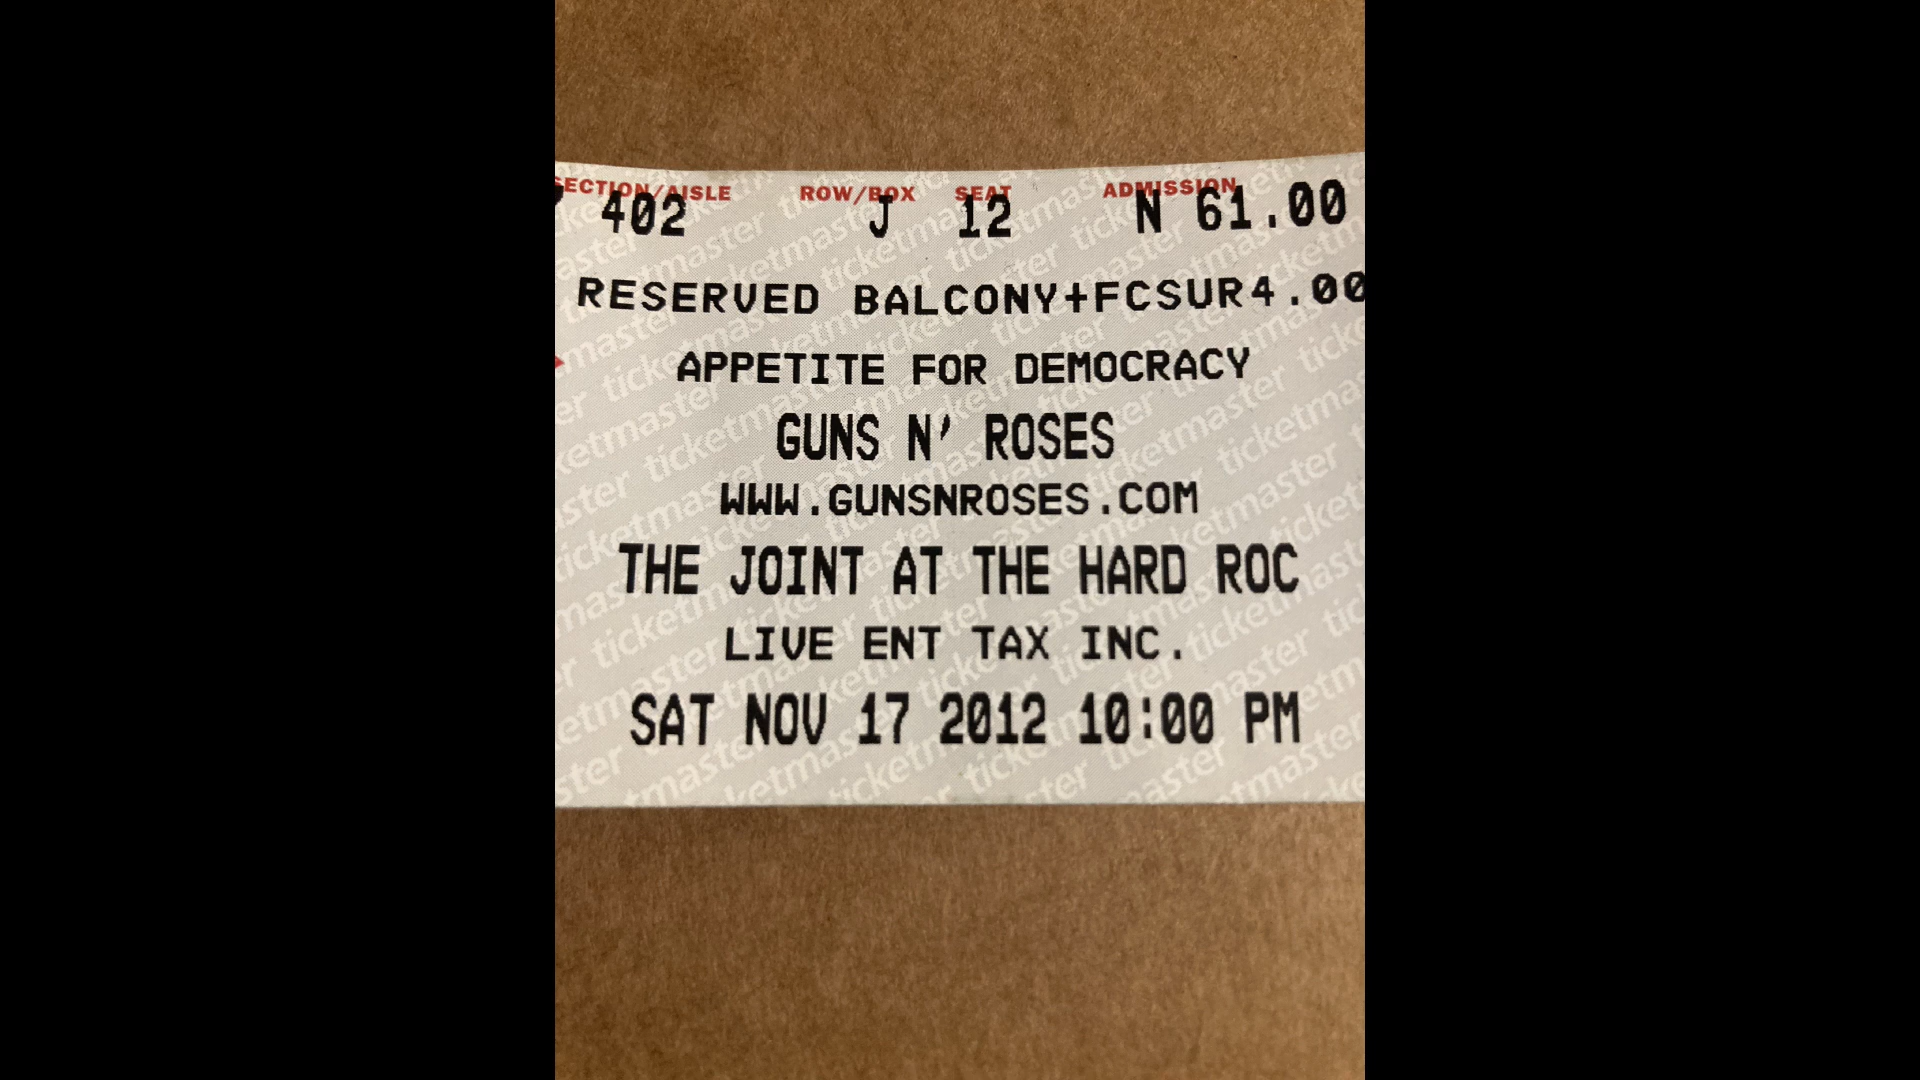 SECTION/AISLE ROW/BOX SEAT ADMISSION
402 J 12 N 61.00
RESERVED BALCONY+FCSUR4.00
APPETITE FOR DEMOCRACY
GUNS N' ROSES
WWW.GUNSNROSES.COM
THE JOINT AT THE HARD ROC
LIVE ENT TAX INC.
SAT NOV 17 2012 10:00 PM